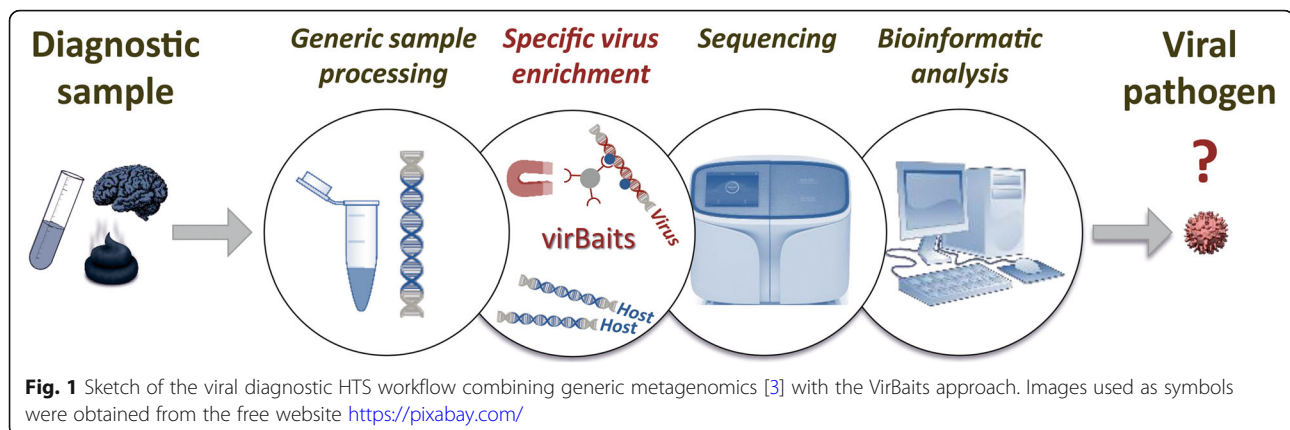 Diagnostic
sample
Generic sample
processing
Specific virus
enrichment
Sequencing
Bioinformatic
analysis
Viral
pathogen
?
Virus
virBaits
Host
Host
Fig. 1 Sketch of the viral diagnostic HTS workflow combining generic metagenomics [3] with the VirBaits approach. Images used as symbols
were obtained from the free website https://pixabay.com/